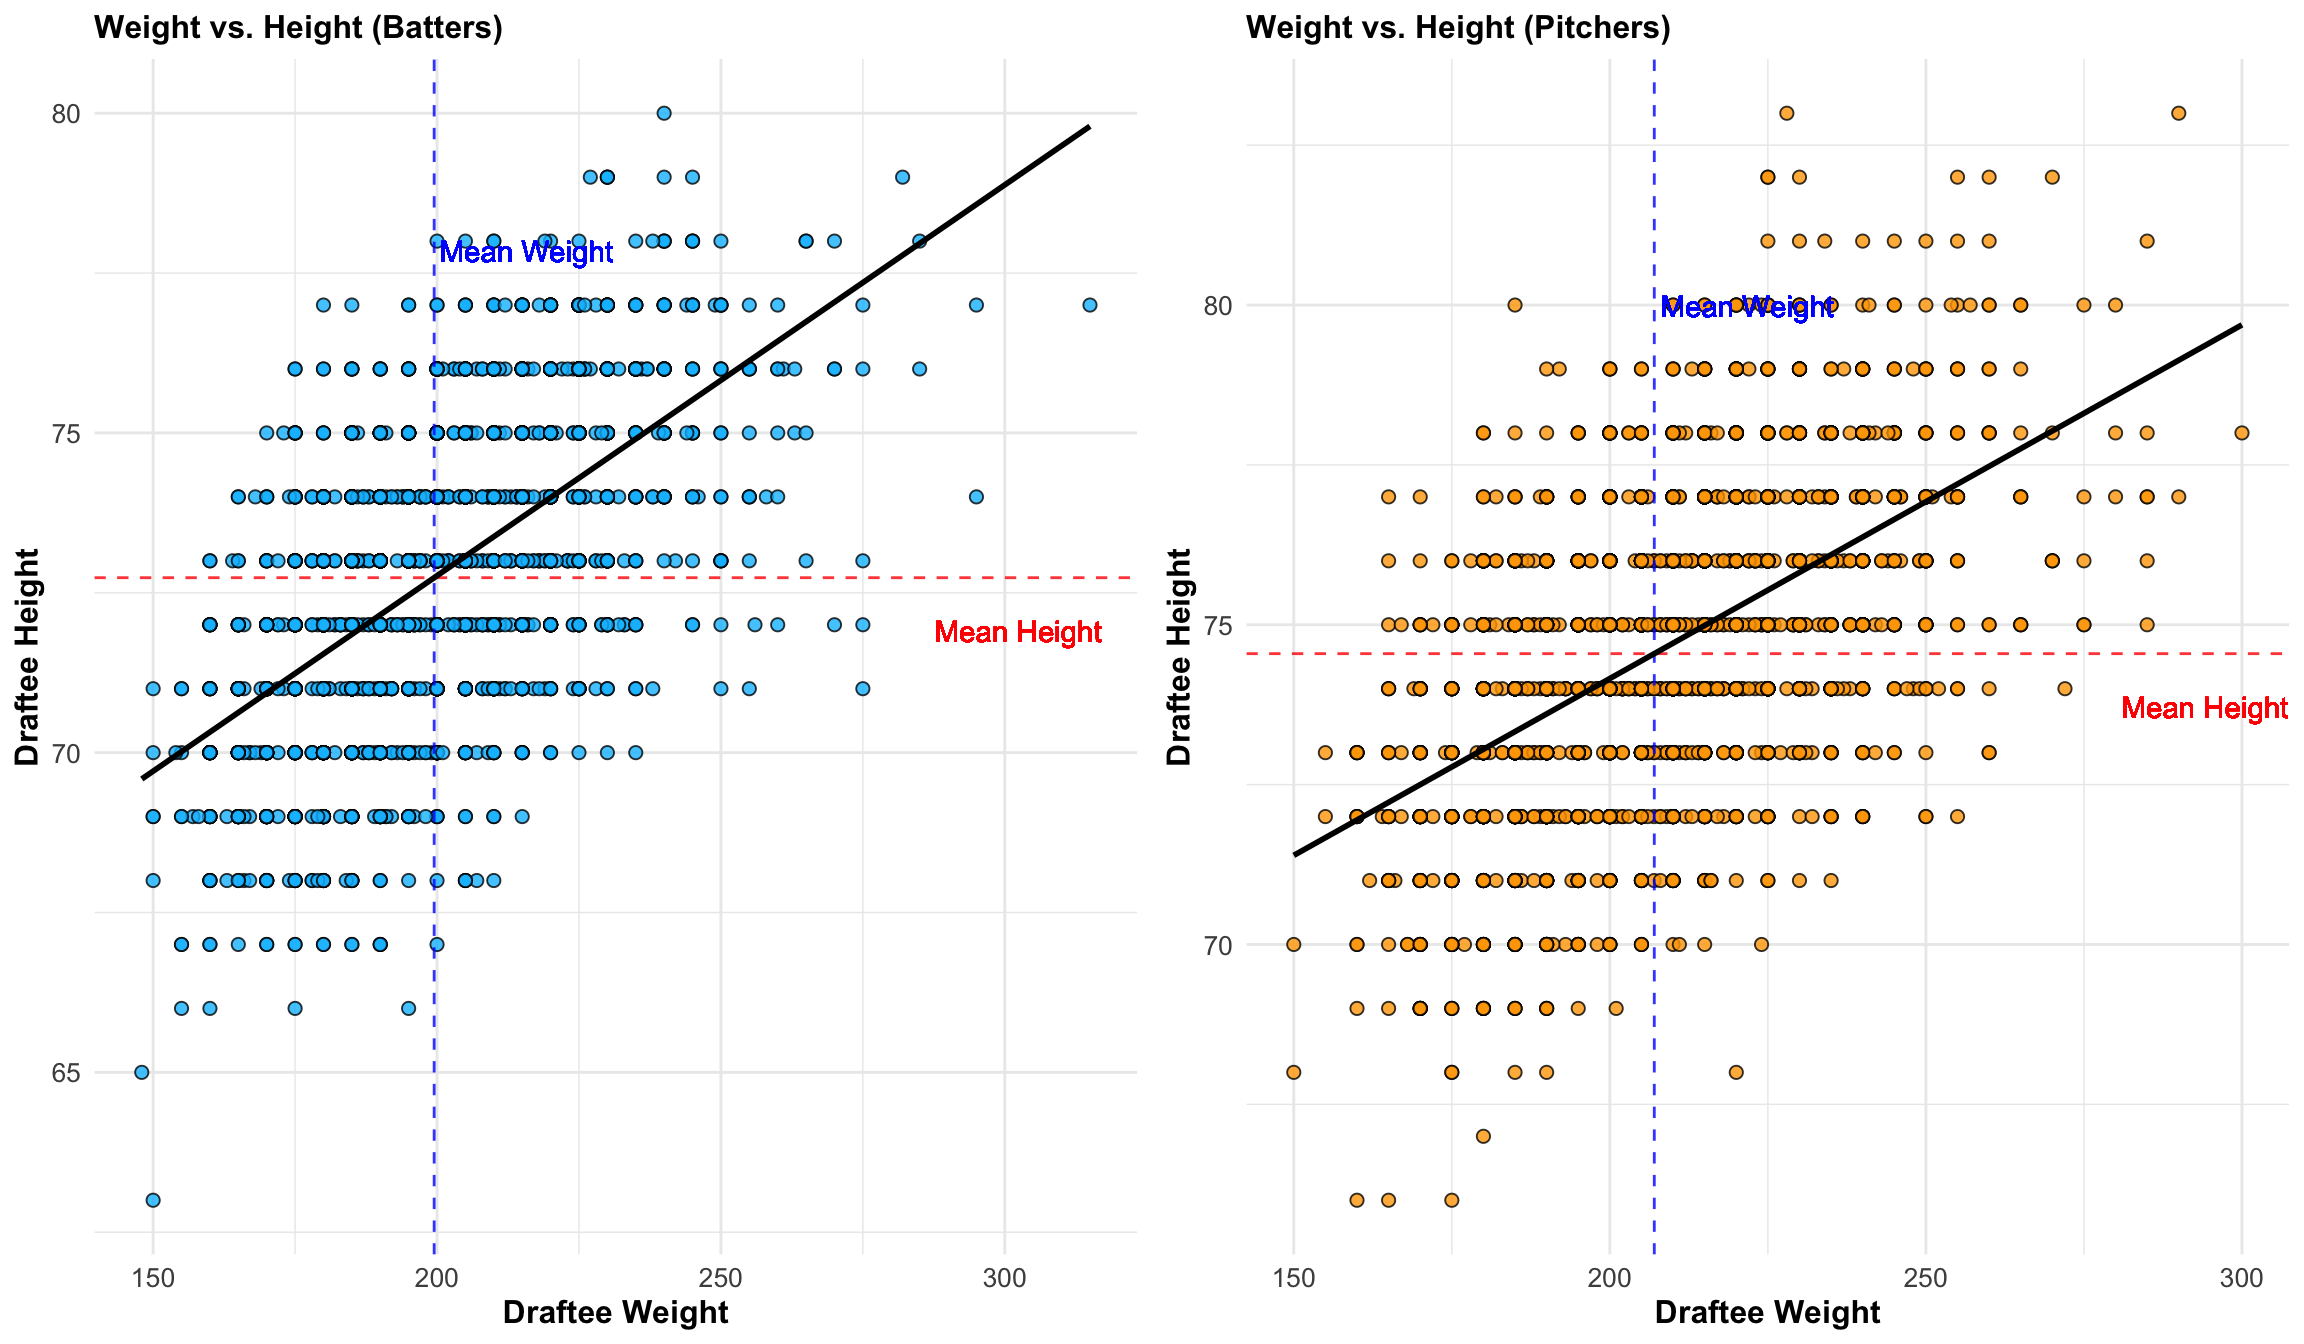 Weight vs. Height (Batters)
80
75
70
65
Draftee Height
Mean Weight
Mean Height
150
200
250
300
Draftee Weight
Weight vs. Height (Pitchers)
80
75
70
Draftee Height
Mean Weight
Mean Height
150
200
250
300
Draftee Weight